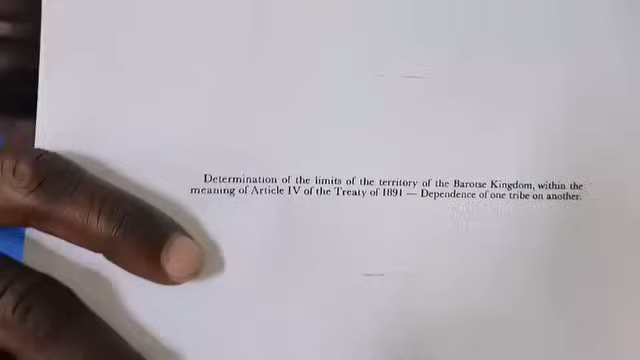 Determination of the limits of the territory of the Barotse Kingdom, within the
meaning of Article IV of the Treaty of 1891 — Dependence of one tribe on another.